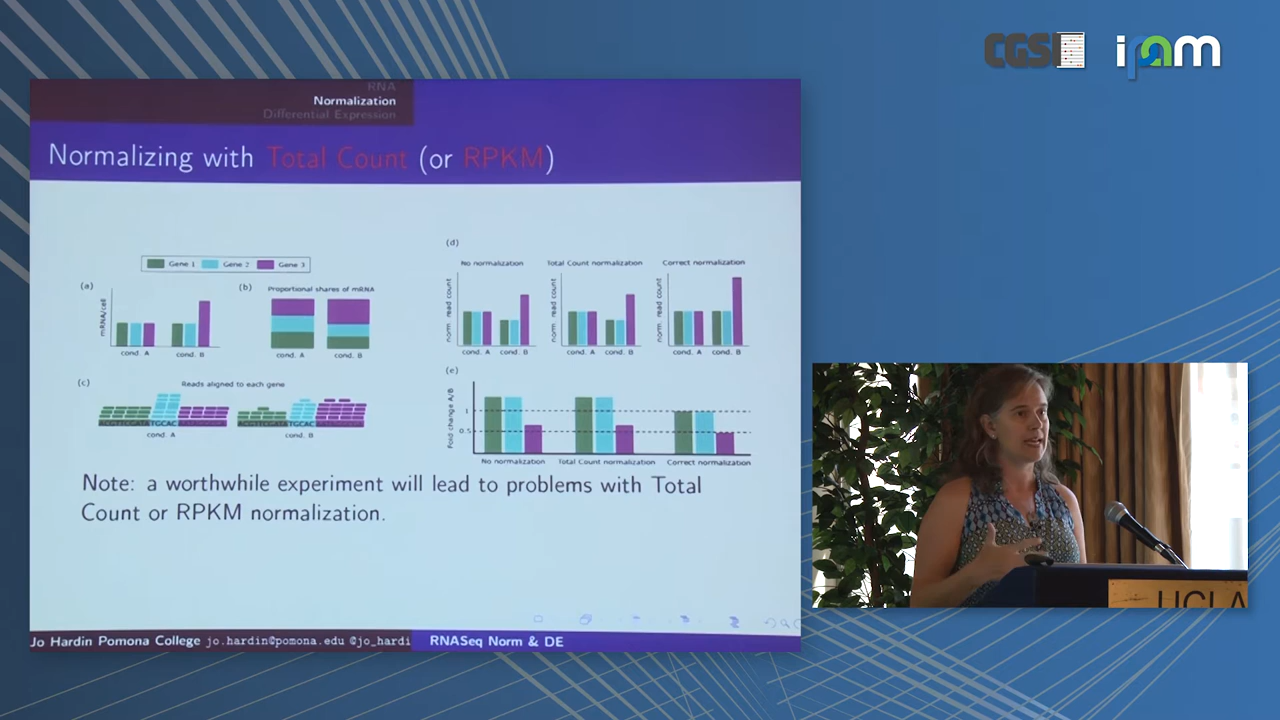 CGSI
ipam
RNA
Normalization
Differential Expression
Normalizing with Total Count (or RPKM)
Gene 1 Gene 2 Gene 3
(a)
mRNA/cell
cond. A cond. B
(b)
Proportional shares of mRNA
cond. A cond. B
(c)
Reads aligned to each gene
ACGTTCGATA TGCAC
cond. A cond. B
(d)
No normalization Total Count normalization Correct normalization
norm. read count norm. read count norm. read count
cond. A cond. B cond. A cond. B cond. A cond. B
(e)
Fold change A/B
1
0.5
No normalization Total Count normalization Correct normalization
Note: a worthwhile experiment will lead to problems with Total
Count or RPKM normalization.
Jo Hardin Pomona College jo.hardin@pomona.edu @jo_hardi
RNASeq Norm & DE
UCLA